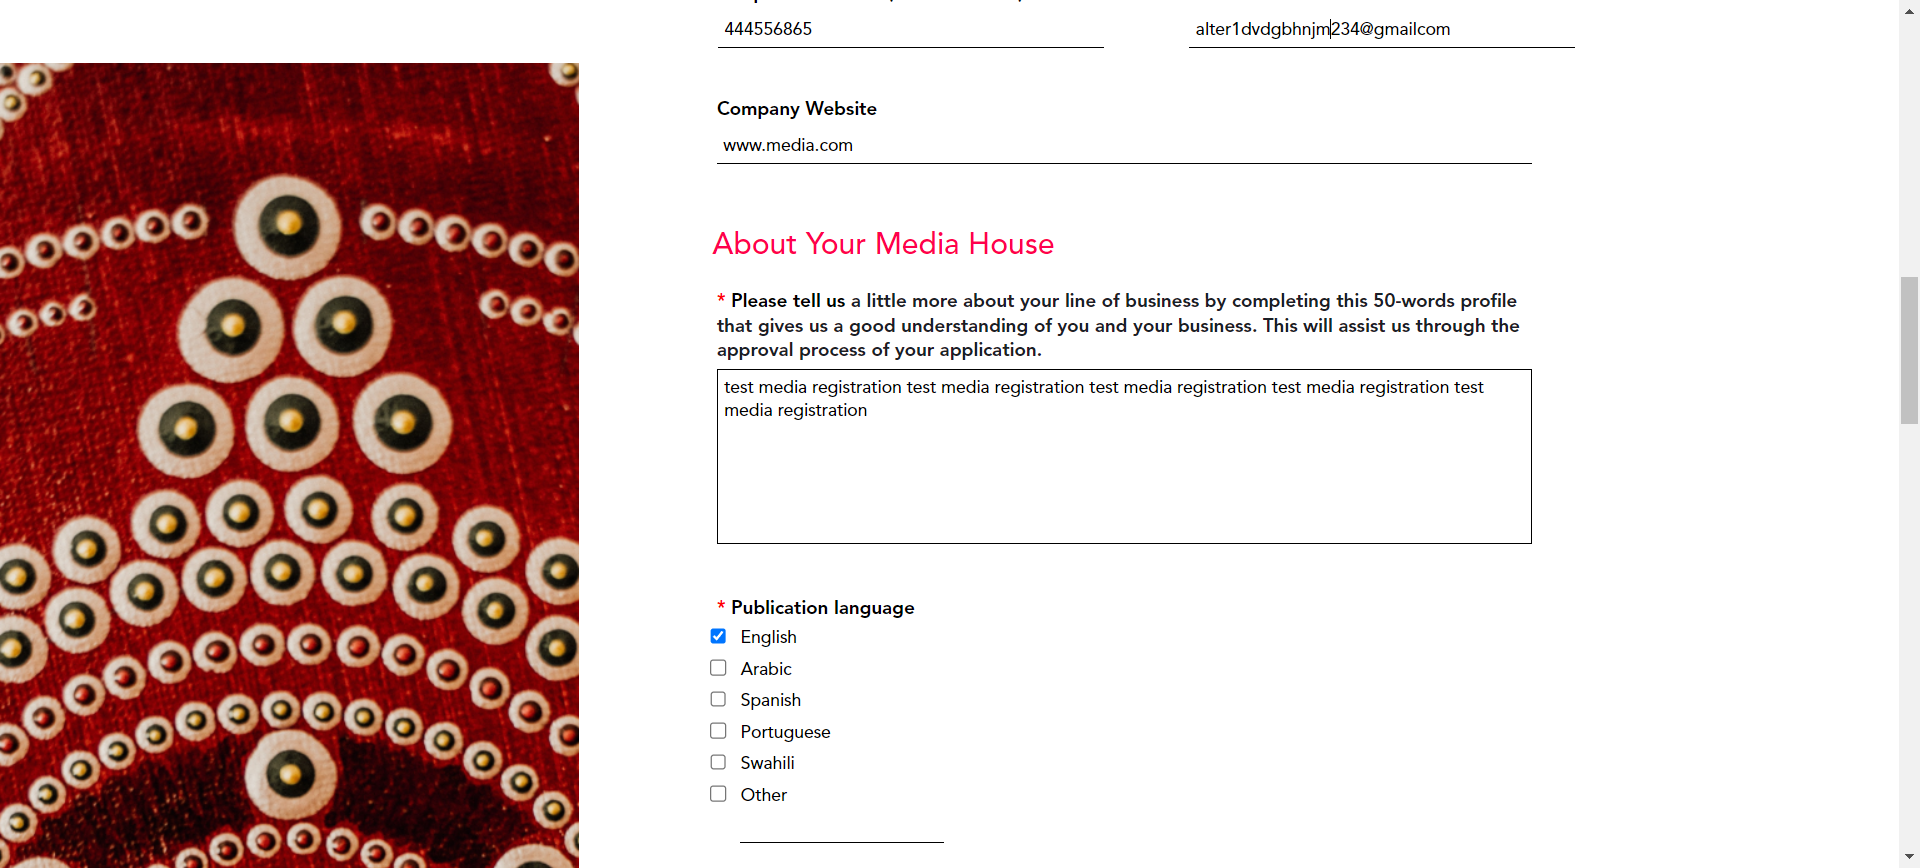 444556865
alter1dvdgbhnjm234@gmailcom
Company Website
www.media.com
About Your Media House
* Please tell us a little more about your line of business by completing this 50-words profile
that gives us a good understanding of you and your business. This will assist us through the
approval process of your application.
test media registration test media registration test media registration test media registration test
media registration
* Publication language
English
Arabic
Spanish
Portuguese
Swahili
Other